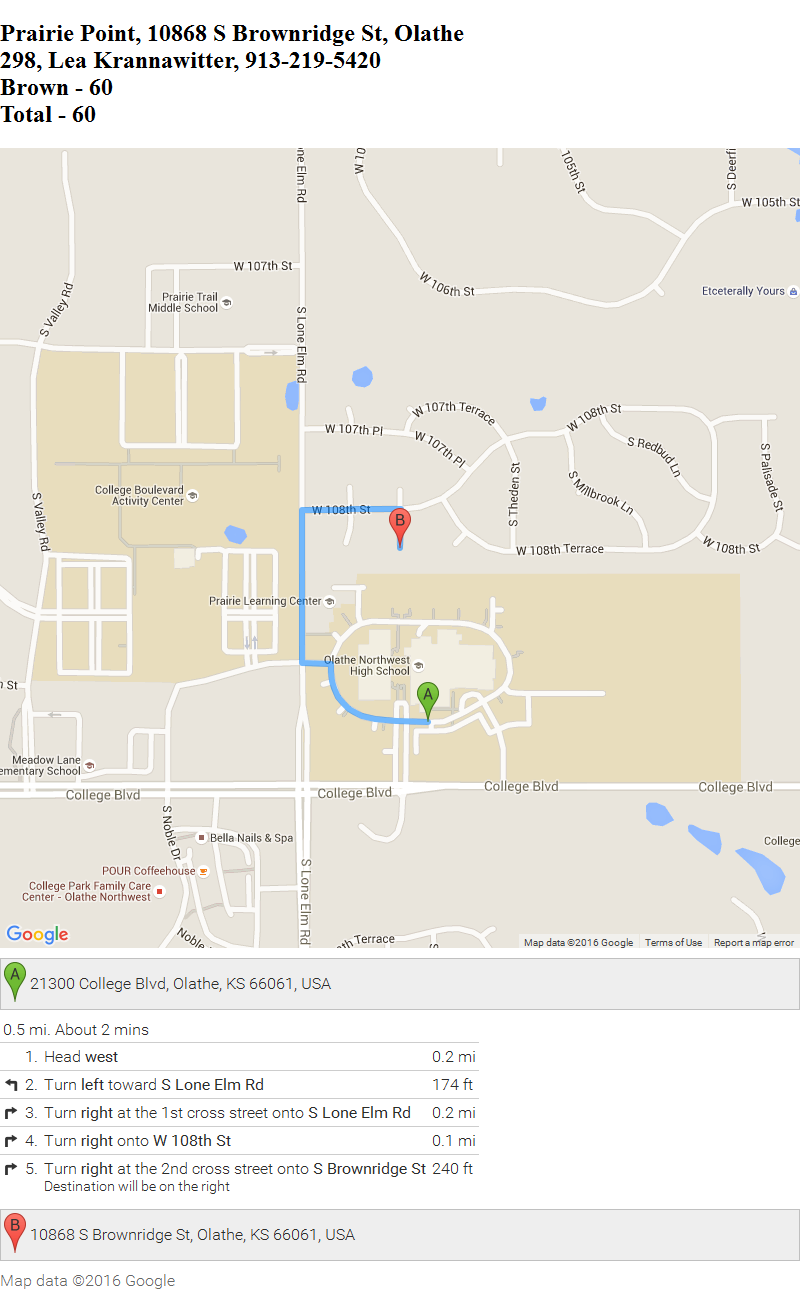 Prairie Point, 10868 S Brownridge St, Olathe
298, Lea Krannawitter, 913-219-5420
Brown - 60
Total - 60
ne Elm Rd
W 10
105th St
S Deerfi
W 105th St
W 107th St
W 106th St
Etceterally Yours
Prairie Trail
Middle School
S Valley Rd
S Lone Elm Rd
W 107th Terrace
W 108th St
W 107th Pl
W 107th Pl
S Redbud Ln
S Palisade St
College Boulevard
Activity Center
S Theden St
S Millbrook Ln
S Valley Rd
W 108th St
B
W 108th Terrace
W 108th St
Prairie Learning Center
Olathe Northwest
High School
n St
A
Meadow Lane
ementary School
College Blvd
College Blvd
College Blvd
College Blvd
S Noble Dr
Bella Nails & Spa
College
POUR Coffeehouse
College Park Family Care
Center - Olathe Northwest
S Lone Elm Rd
Noble
th Terrace
W
Google
Map data ©2016 Google
Terms of Use
Report a map error
A 21300 College Blvd, Olathe, KS 66061, USA
0.5 mi. About 2 mins
1. Head west 0.2 mi
2. Turn left toward S Lone Elm Rd 174 ft
3. Turn right at the 1st cross street onto S Lone Elm Rd 0.2 mi
4. Turn right onto W 108th St 0.1 mi
5. Turn right at the 2nd cross street onto S Brownridge St 240 ft
Destination will be on the right
B 10868 S Brownridge St, Olathe, KS 66061, USA
Map data ©2016 Google